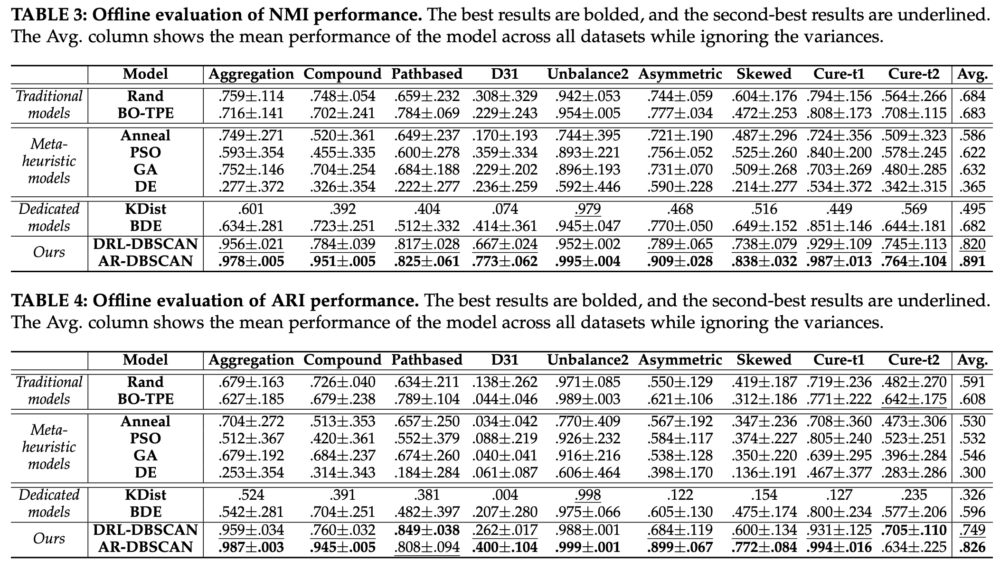 TABLE 3: Offline evaluation of NMI performance. The best results are bolded, and the second-best results are underlined.
The Avg. column shows the mean performance of the model across all datasets while ignoring the variances.
Model Aggregation Compound Pathbased D31 Unbalance2 Asymmetric Skewed Cure-t1 Cure-t2 Avg.
Traditional models
Rand .759±.114 .748±.054 .659±.232 .308±.329 .942±.053 .744±.059 .604±.176 .794±.156 .564±.266 .684
BO-TPE .716±.141 .702±.241 .784±.069 .229±.243 .954±.005 .777±.034 .472±.253 .808±.173 .708±.115 .683
Meta-heuristic models
Anneal .749±.271 .520±.361 .649±.237 .170±.193 .744±.395 .721±.190 .487±.296 .724±.356 .509±.323 .586
PSO .593±.354 .455±.335 .600±.278 .359±.334 .893±.221 .756±.052 .525±.260 .840±.200 .578±.245 .622
GA .752±.146 .704±.254 .684±.188 .229±.202 .896±.193 .731±.070 .509±.268 .703±.269 .480±.285 .632
DE .277±.372 .326±.354 .222±.277 .236±.259 .592±.446 .590±.228 .214±.277 .534±.372 .342±.315 .365
Dedicated models
KDist .601 .392 .404 .074 .979 .468 .516 .449 .569 .495
BDE .634±.281 .723±.251 .512±.332 .414±.361 .945±.047 .770±.050 .649±.152 .851±.146 .644±.181 .682
Ours
DRL-DBSCAN .956±.021 .784±.039 .817±.028 .667±.024 .952±.002 .789±.065 .738±.079 .929±.109 .745±.113 .820
AR-DBSCAN .978±.005 .951±.005 .825±.061 .773±.062 .995±.004 .909±.028 .838±.032 .987±.013 .764±.104 .891
TABLE 4: Offline evaluation of ARI performance. The best results are bolded, and the second-best results are underlined.
The Avg. column shows the mean performance of the model across all datasets while ignoring the variances.
Model Aggregation Compound Pathbased D31 Unbalance2 Asymmetric Skewed Cure-t1 Cure-t2 Avg.
Traditional models
Rand .679±.163 .726±.040 .634±.211 .138±.262 .971±.085 .550±.129 .419±.187 .719±.236 .482±.270 .591
BO-TPE .627±.185 .679±.238 .789±.104 .044±.046 .989±.003 .621±.106 .312±.186 .771±.222 .642±.175 .608
Meta-heuristic models
Anneal .704±.272 .513±.353 .657±.250 .034±.042 .770±.409 .567±.192 .347±.236 .708±.360 .473±.306 .530
PSO .512±.367 .420±.361 .552±.379 .088±.219 .926±.232 .584±.117 .374±.227 .805±.240 .523±.251 .532
GA .679±.192 .684±.237 .674±.260 .040±.041 .916±.216 .538±.128 .350±.220 .639±.295 .396±.284 .546
DE .253±.354 .314±.343 .184±.284 .061±.087 .606±.464 .398±.170 .136±.191 .467±.377 .283±.286 .300
Dedicated models
KDist .524 .391 .381 .004 .998 .122 .154 .127 .235 .326
BDE .542±.281 .704±.251 .482±.397 .207±.280 .975±.066 .605±.130 .475±.174 .800±.234 .577±.206 .596
Ours
DRL-DBSCAN .959±.034 .760±.032 .849±.038 .262±.017 .988±.001 .684±.119 .600±.134 .931±.125 .705±.110 .749
AR-DBSCAN .987±.003 .945±.005 .808±.094 .400±.104 .999±.001 .899±.067 .772±.084 .994±.016 .634±.225 .826